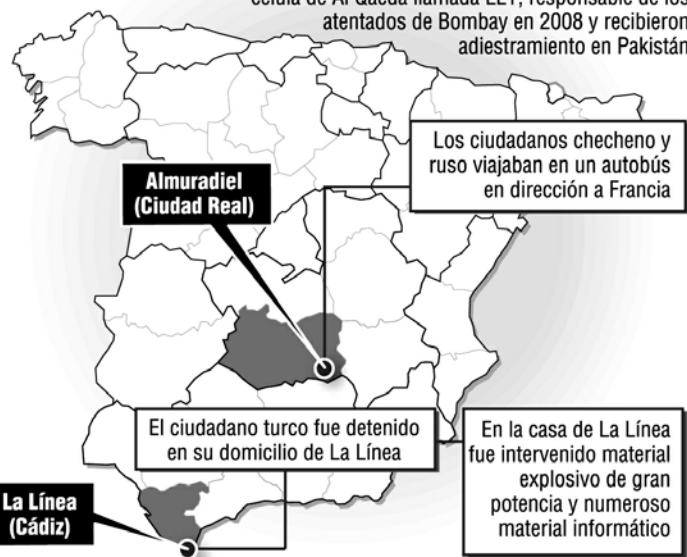 célula de Al Qaeda llamada LET, responsable de los
atentados de Bombay en 2008 y recibieron
adiestramiento en Pakistán
Los ciudadanos checheno y
ruso viajaban en un autobús
en dirección a Francia
Almuradiel
(Ciudad Real)
El ciudadano turco fue detenido
en su domicilio de La Línea
En la casa de La Línea
fue intervenido material
explosivo de gran
potencia y numeroso
material informático
La Línea
(Cádiz)